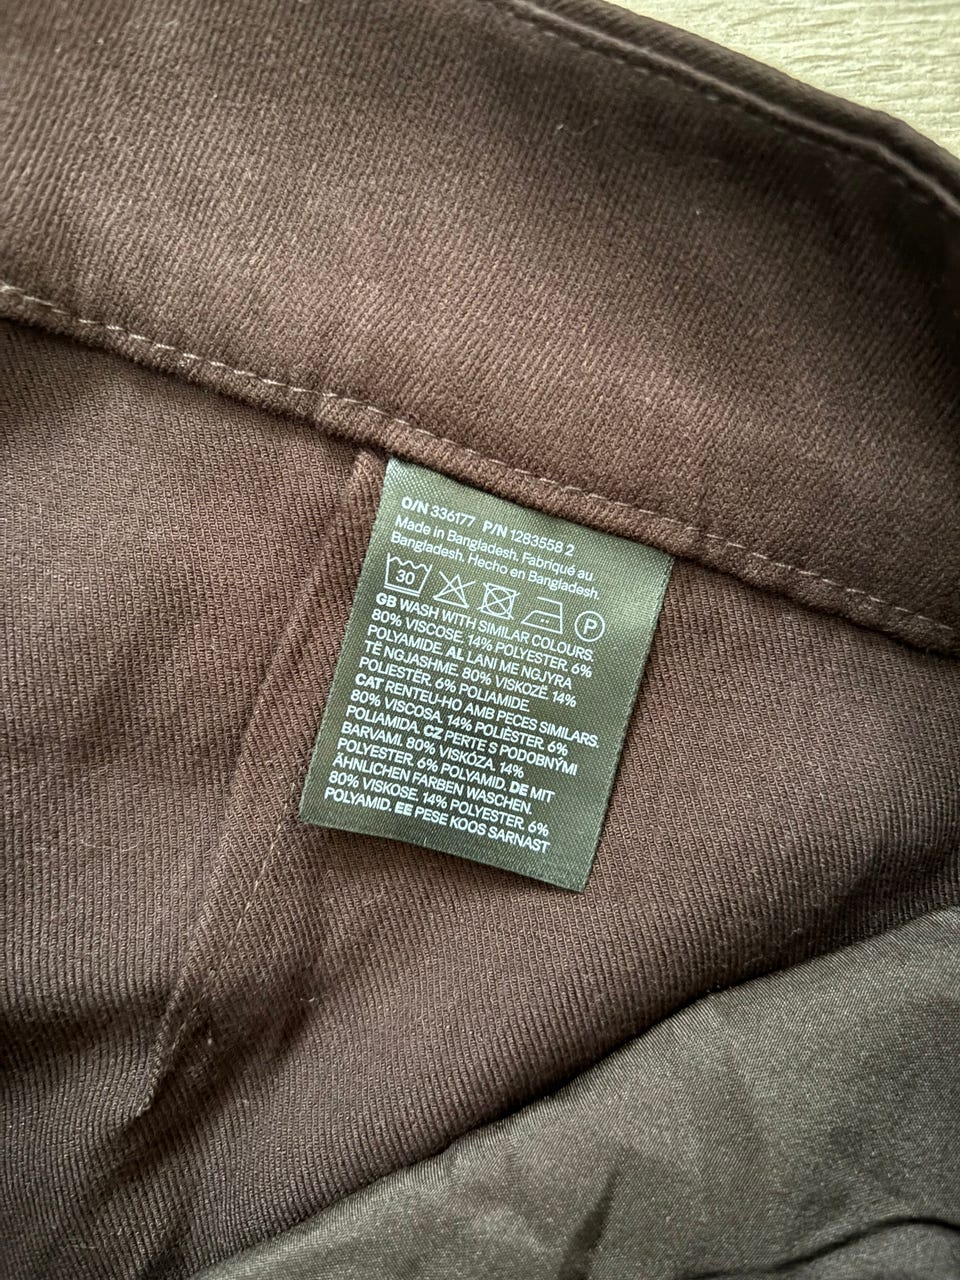 O/N 336177 P/N 1283558 2
Made in Bangladesh. Fabriqué au
Bangladesh. Hecho en Bangladesh.
30 P
GB WASH WITH SIMILAR COLOURS.
80% VISCOSE. 14% POLYESTER. 6%
POLYAMIDE. AL LANI ME NGJYRA
TË NGJASHME. 80% VISKOZË. 14%
POLIESTËR. 6% POLIAMIDE.
CAT RENTEU-HO AMB PECES SIMILARS.
80% VISCOSA. 14% POLIÈSTER. 6%
POLIAMIDA. CZ PERTE S PODOBNÝMI
BARVAMI. 80% VISKÓZA. 14%
POLYESTER. 6% POLYAMID. DE MIT
ÄHNLICHEN FARBEN WASCHEN.
80% VISKOSE. 14% POLYESTER. 6%
POLYAMID. EE PESE KOOS SARNAST